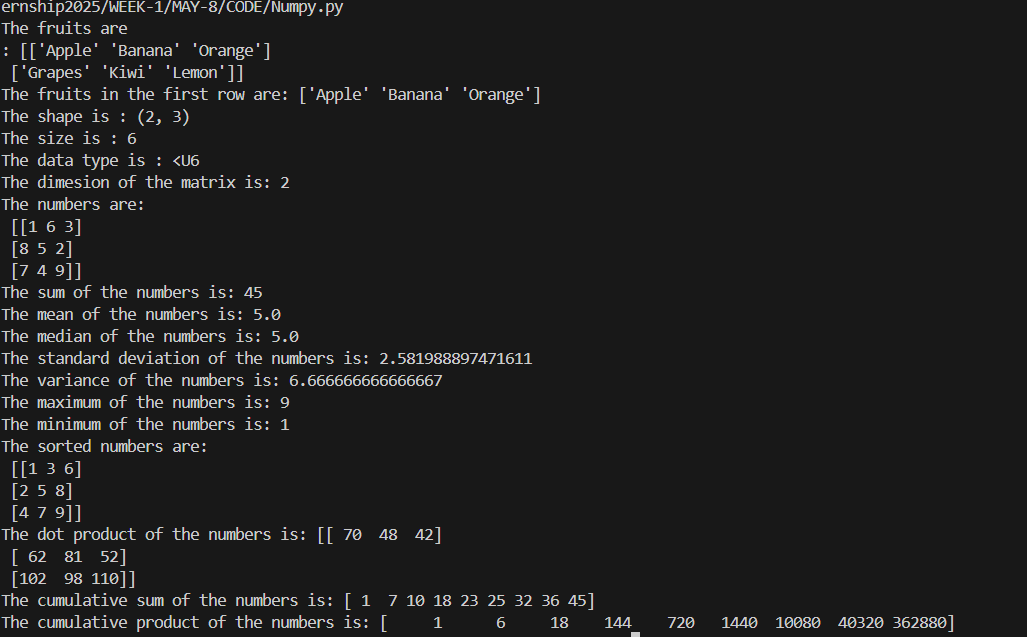 ernship2025/WEEK-1/MAY-8/CODE/Numpy.py
The fruits are
: [['Apple' 'Banana' 'Orange']
 ['Grapes' 'Kiwi' 'Lemon']]
The fruits in the first row are: ['Apple' 'Banana' 'Orange']
The shape is : (2, 3)
The size is : 6
The data type is : <U6
The dimesion of the matrix is: 2
The numbers are:
 [[1 6 3]
 [8 5 2]
 [7 4 9]]
The sum of the numbers is: 45
The mean of the numbers is: 5.0
The median of the numbers is: 5.0
The standard deviation of the numbers is: 2.581988897471611
The variance of the numbers is: 6.666666666666667
The maximum of the numbers is: 9
The minimum of the numbers is: 1
The sorted numbers are:
 [[1 3 6]
 [2 5 8]
 [4 7 9]]
The dot product of the numbers is: [[ 70  48  42]
 [ 62  81  52]
 [102  98 110]]
The cumulative sum of the numbers is: [ 1  7 10 18 23 25 32 36 45]
The cumulative product of the numbers is: [     1      6     18    144    720   1440  10080  40320 362880]